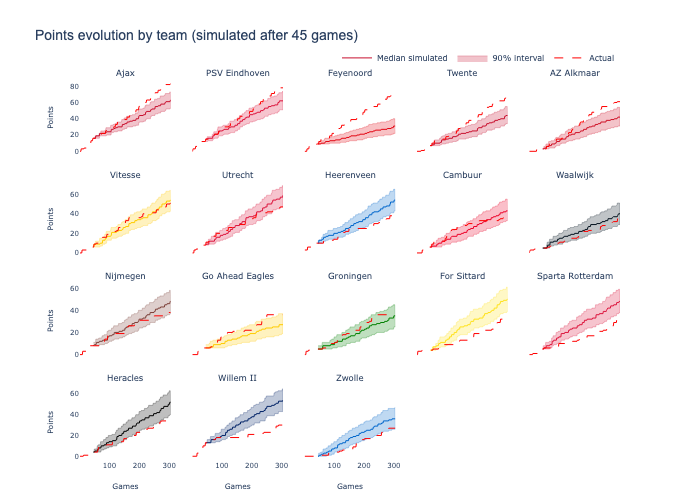 Points evolution by team (simulated after 45 games)
Median simulated 90% interval Actual
Ajax PSV Eindhoven Feyenoord Twente AZ Alkmaar
80
60
40
20
0
Points
Vitesse Utrecht Heerenveen Cambuur Waalwijk
60
40
20
0
Points
Nijmegen Go Ahead Eagles Groningen For Sittard Sparta Rotterdam
60
40
20
0
Points
Heracles Willem II Zwolle
60
40
20
0
Points
100 200 300 100 200 300 100 200 300
Games Games Games